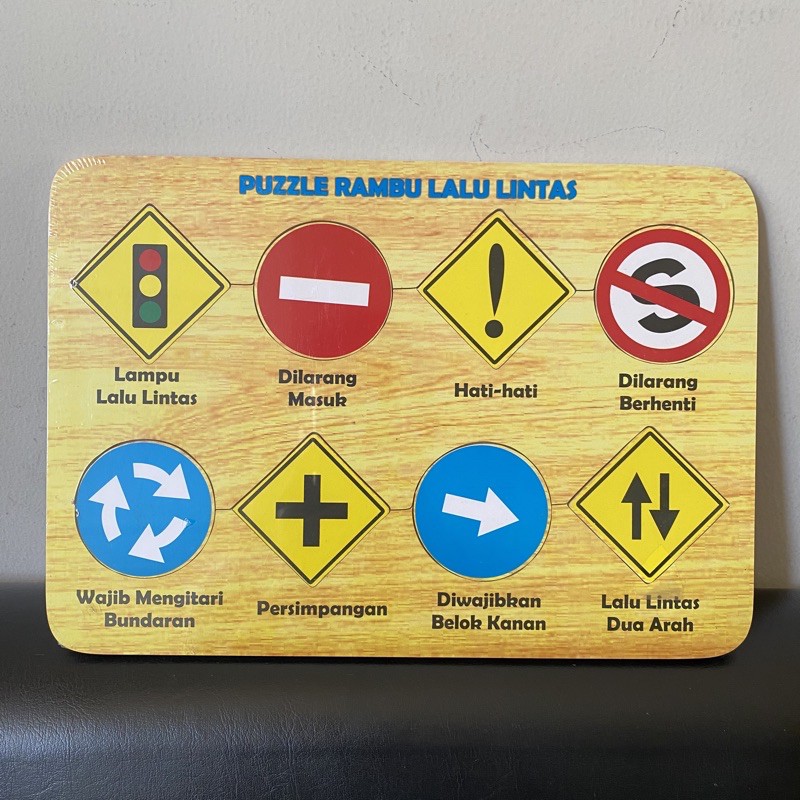 PUZZLE RAMBU LALU LINTAS
Lampu
Lalu Lintas
Dilarang
Masuk
!
Hati-hati
S
Dilarang
Berhenti
Wajib Mengitari
Bundaran
Persimpangan
Diwajibkan
Belok Kanan
Lalu Lintas
Dua Arah